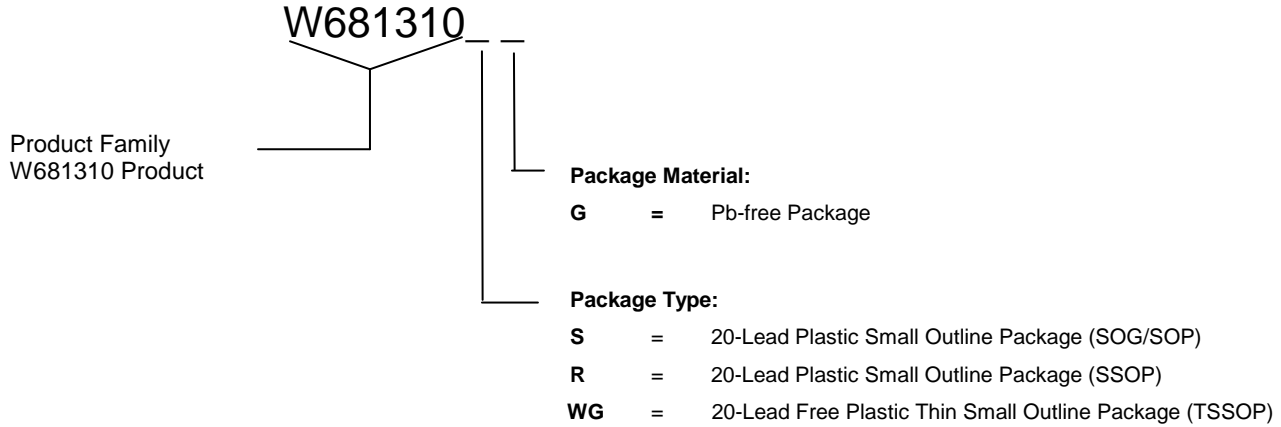 W681310_ _
Product Family
W681310 Product
Package Material:
G = Pb-free Package
Package Type:
S = 20-Lead Plastic Small Outline Package (SOG/SOP)
R = 20-Lead Plastic Small Outline Package (SSOP)
WG = 20-Lead Free Plastic Thin Small Outline Package (TSSOP)